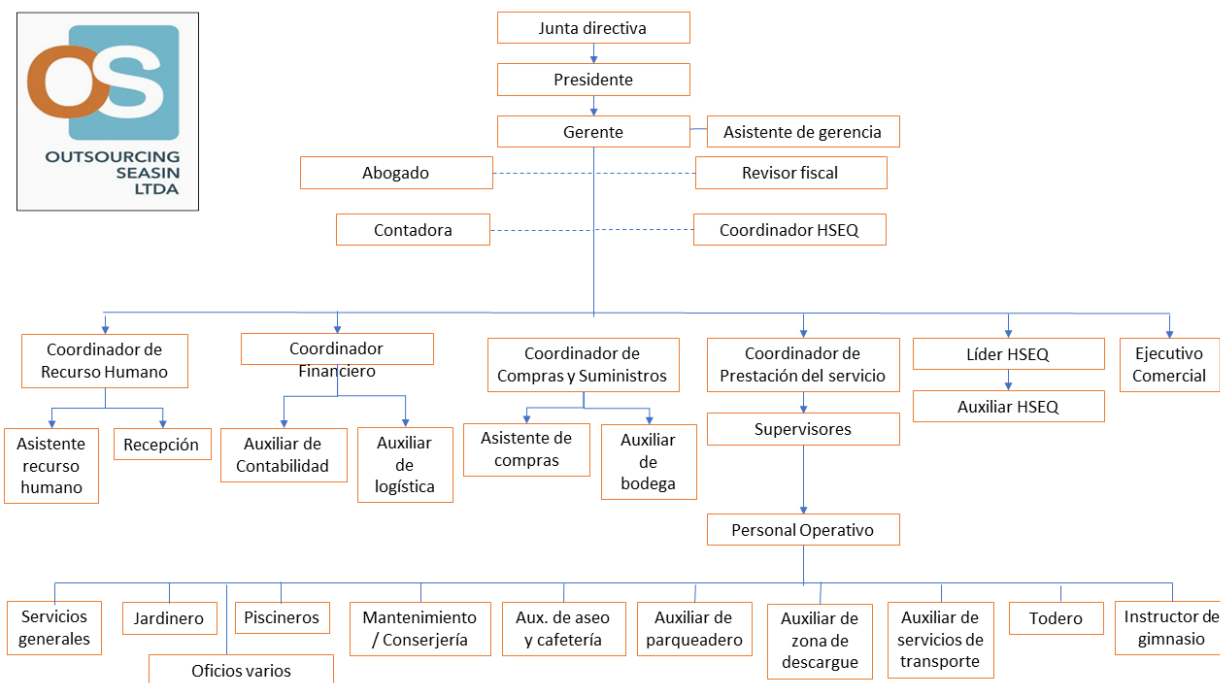 OS
OUTSOURCING
SEASIN
LTDA
Junta directiva
Presidente
Gerente
Asistente de gerencia
Abogado
Revisor fiscal
Contadora
Coordinador HSEQ
Coordinador de
Recurso Humano
Coordinador
Financiero
Coordinador de
Compras y Suministros
Coordinador de
Prestación del servicio
Líder HSEQ
Ejecutivo
Comercial
Auxiliar HSEQ
Asistente
recurso
humano
Recepción
Auxiliar de
Contabilidad
Auxiliar
de
logística
Asistente de
compras
Auxiliar
de
bodega
Supervisores
Personal Operativo
Servicios
generales
Jardinero
Oficios varios
Piscineros
Mantenimiento
/ Conserjería
Aux. de aseo
y cafetería
Auxiliar de
parqueadero
Auxiliar de
zona de
descargue
Auxiliar de
servicios de
transporte
Todero
Instructor de
gimnasio